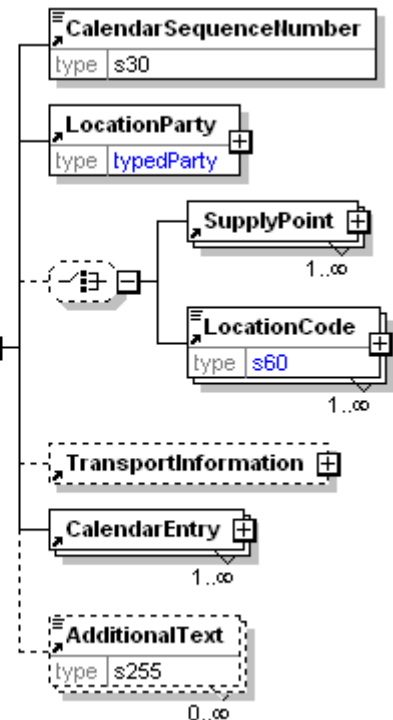 CalendarSequenceNumber
type s30
LocationParty
type typedParty
SupplyPoint
1..∞
LocationCode
type s60
1..∞
TransportInformation
CalendarEntry
1..∞
AdditionalText
type s255
0..∞